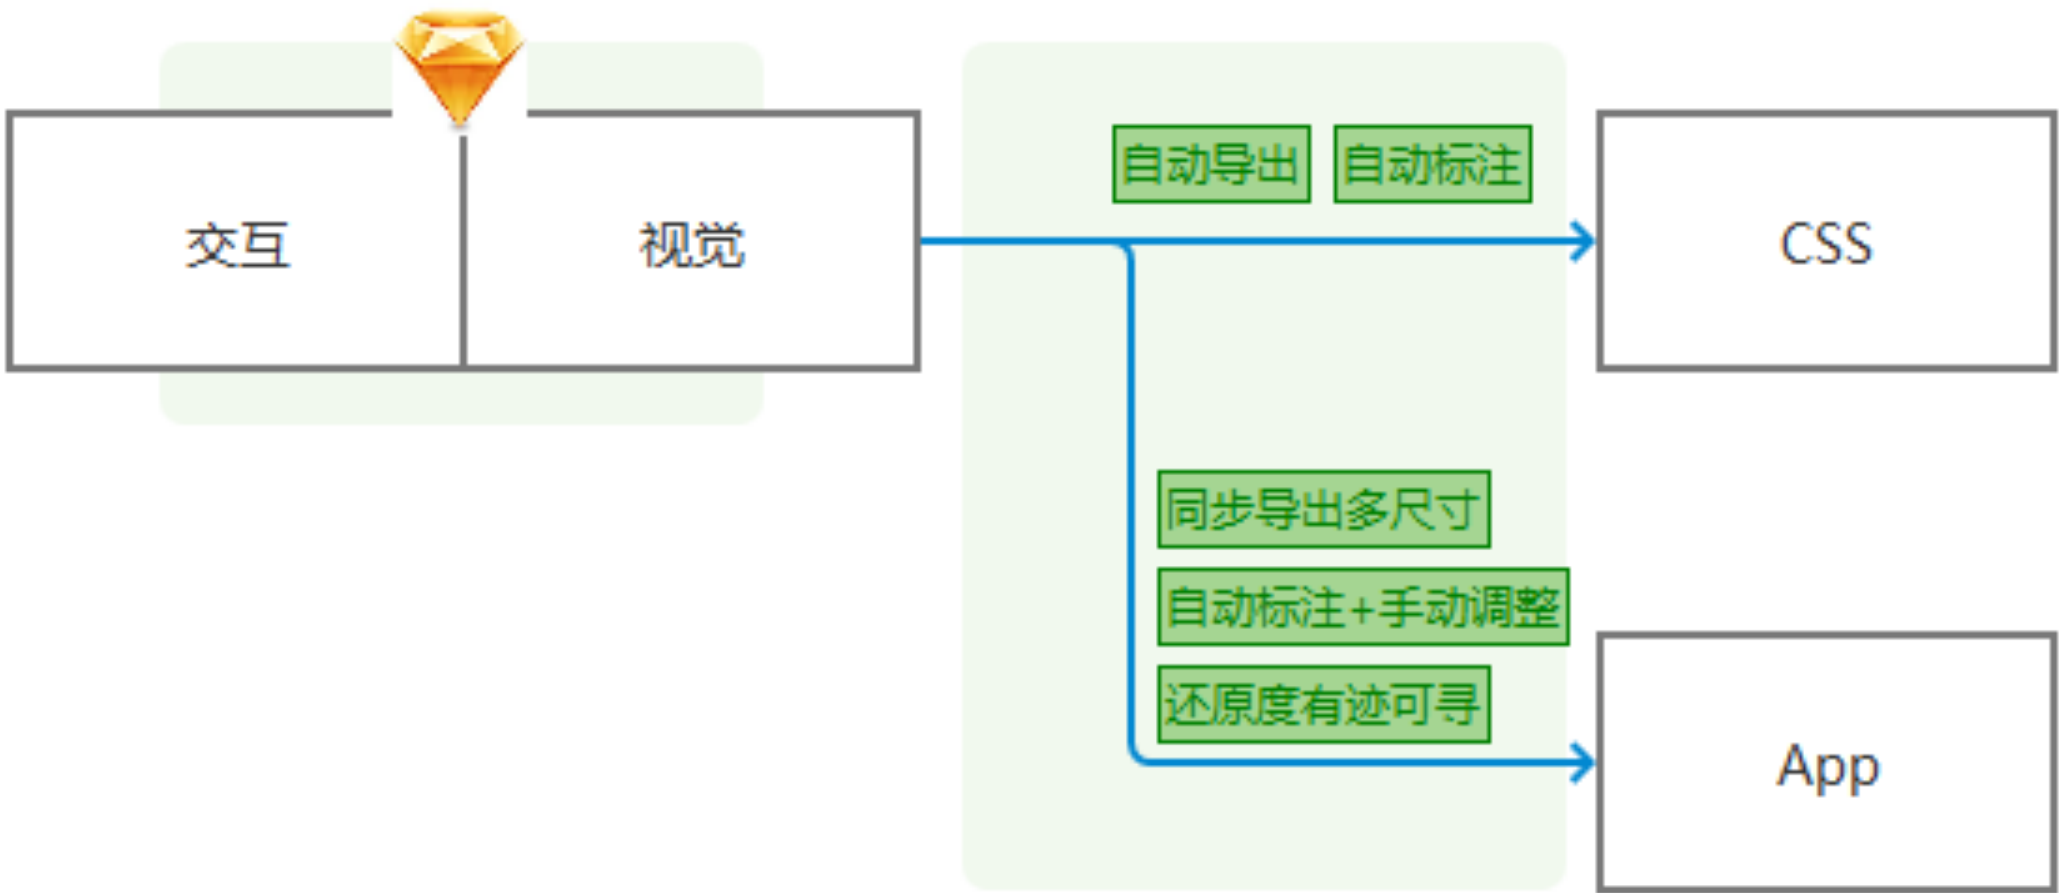 自动导出
自动标注
交互
视觉
CSS
同步导出多尺寸
自动标注+手动调整
还原度有迹可寻
App